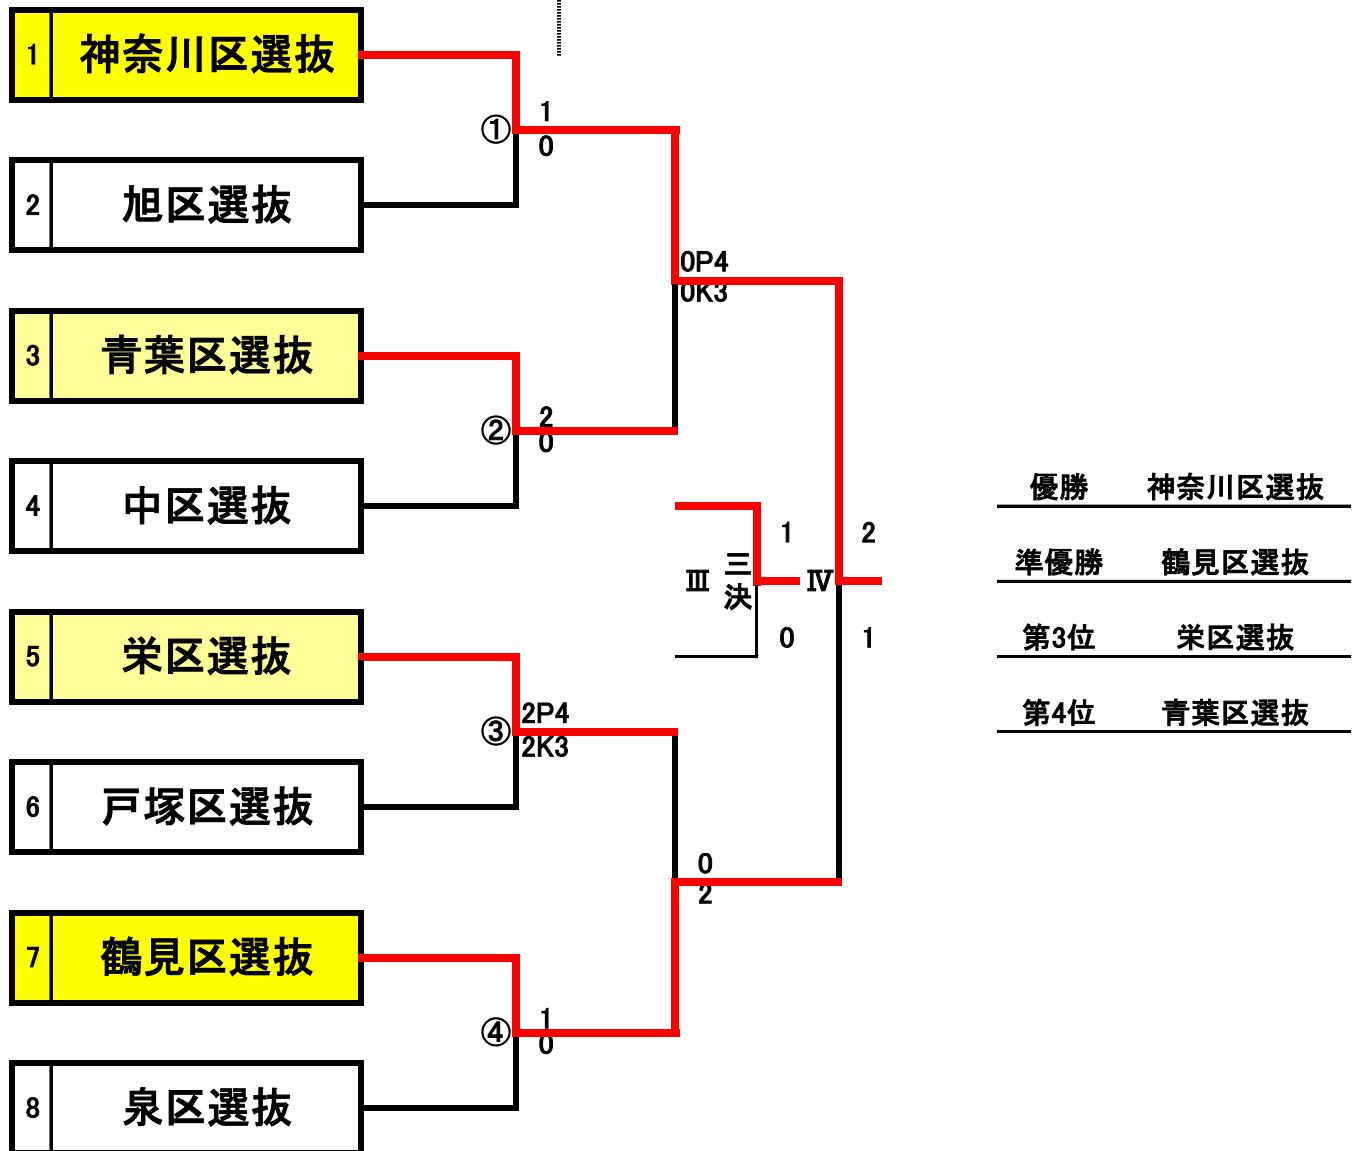 1 神奈川区選抜
1
①
0
2 旭区選抜
0P4
0K3
3 青葉区選抜
2
②
0
4 中区選抜
優勝 神奈川区選抜
1 2
三決
Ⅲ Ⅳ
準優勝 鶴見区選抜
0 1
第3位 栄区選抜
5 栄区選抜
第4位 青葉区選抜
2P4
③
2K3
6 戸塚区選抜
0
2
7 鶴見区選抜
1
④
0
8 泉区選抜